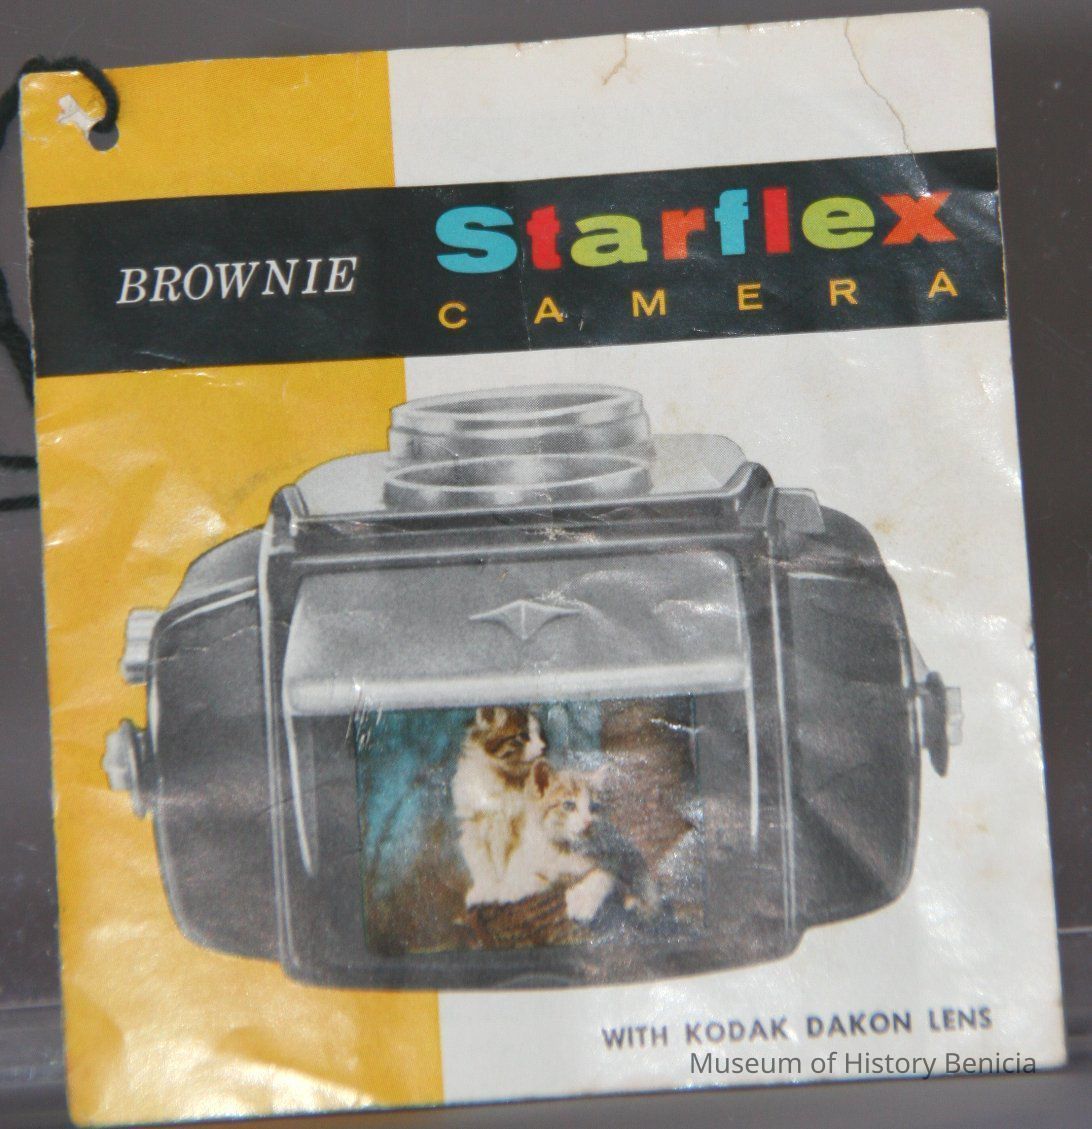 BROWNIE Starflex
CAMERA
WITH KODAK DAKON LENS
Museum of History Benicia